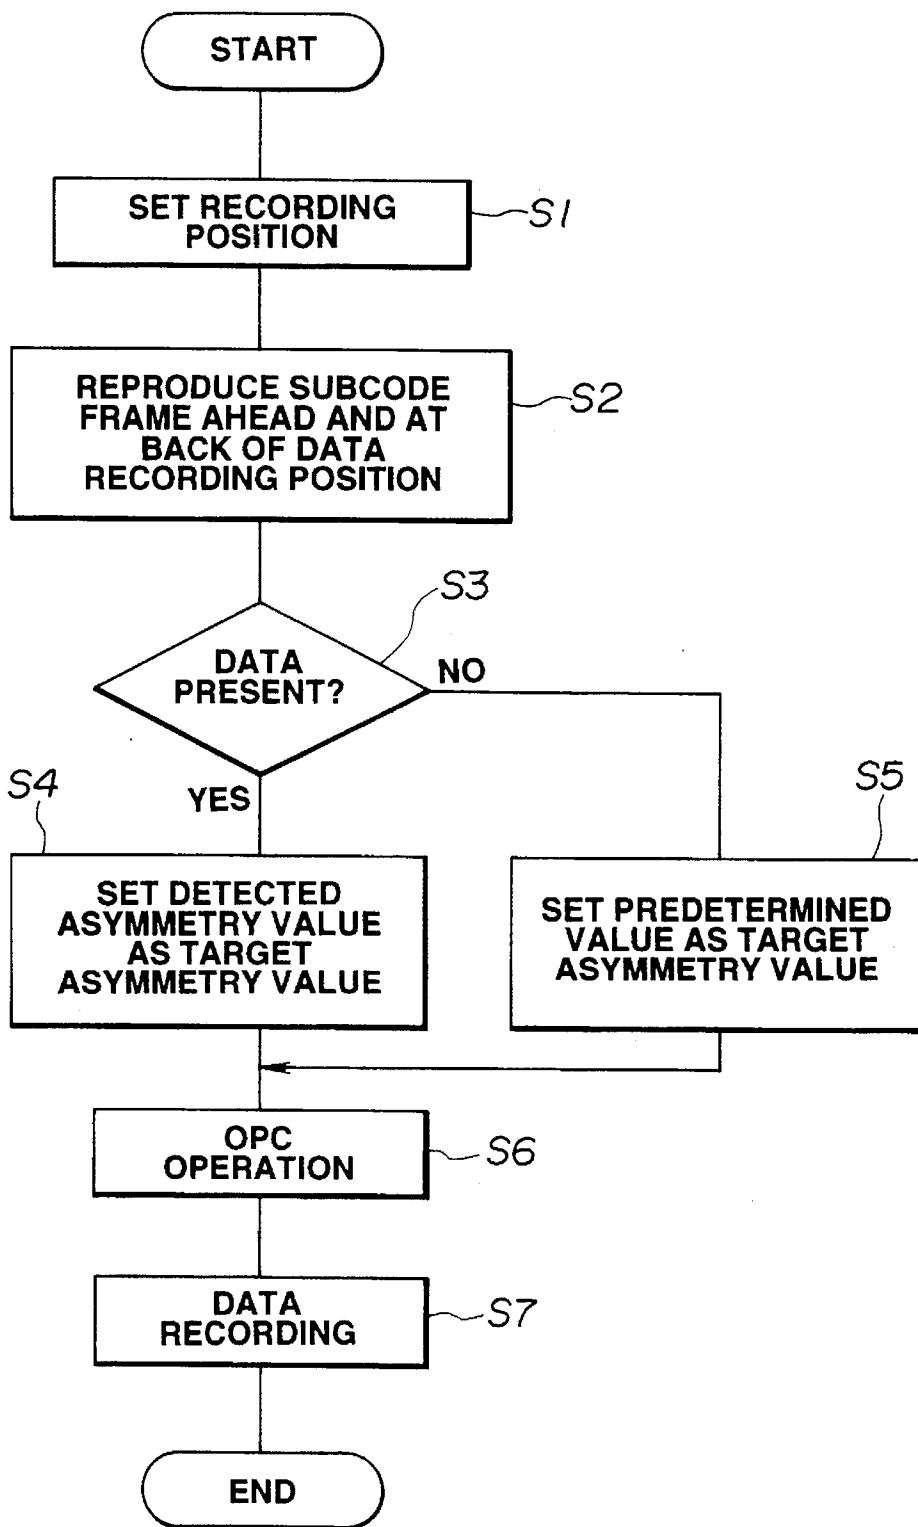 START
SET RECORDING
POSITION
S1
REPRODUCE SUBCODE
FRAME AHEAD AND AT
BACK OF DATA
RECORDING POSITION
S2
S3
DATA
PRESENT?
NO
YES
S4
SET DETECTED
ASYMMETRY VALUE
AS TARGET
ASYMMETRY VALUE
S5
SET PREDETERMINED
VALUE AS TARGET
ASYMMETRY VALUE
OPC
OPERATION
S6
DATA
RECORDING
S7
END